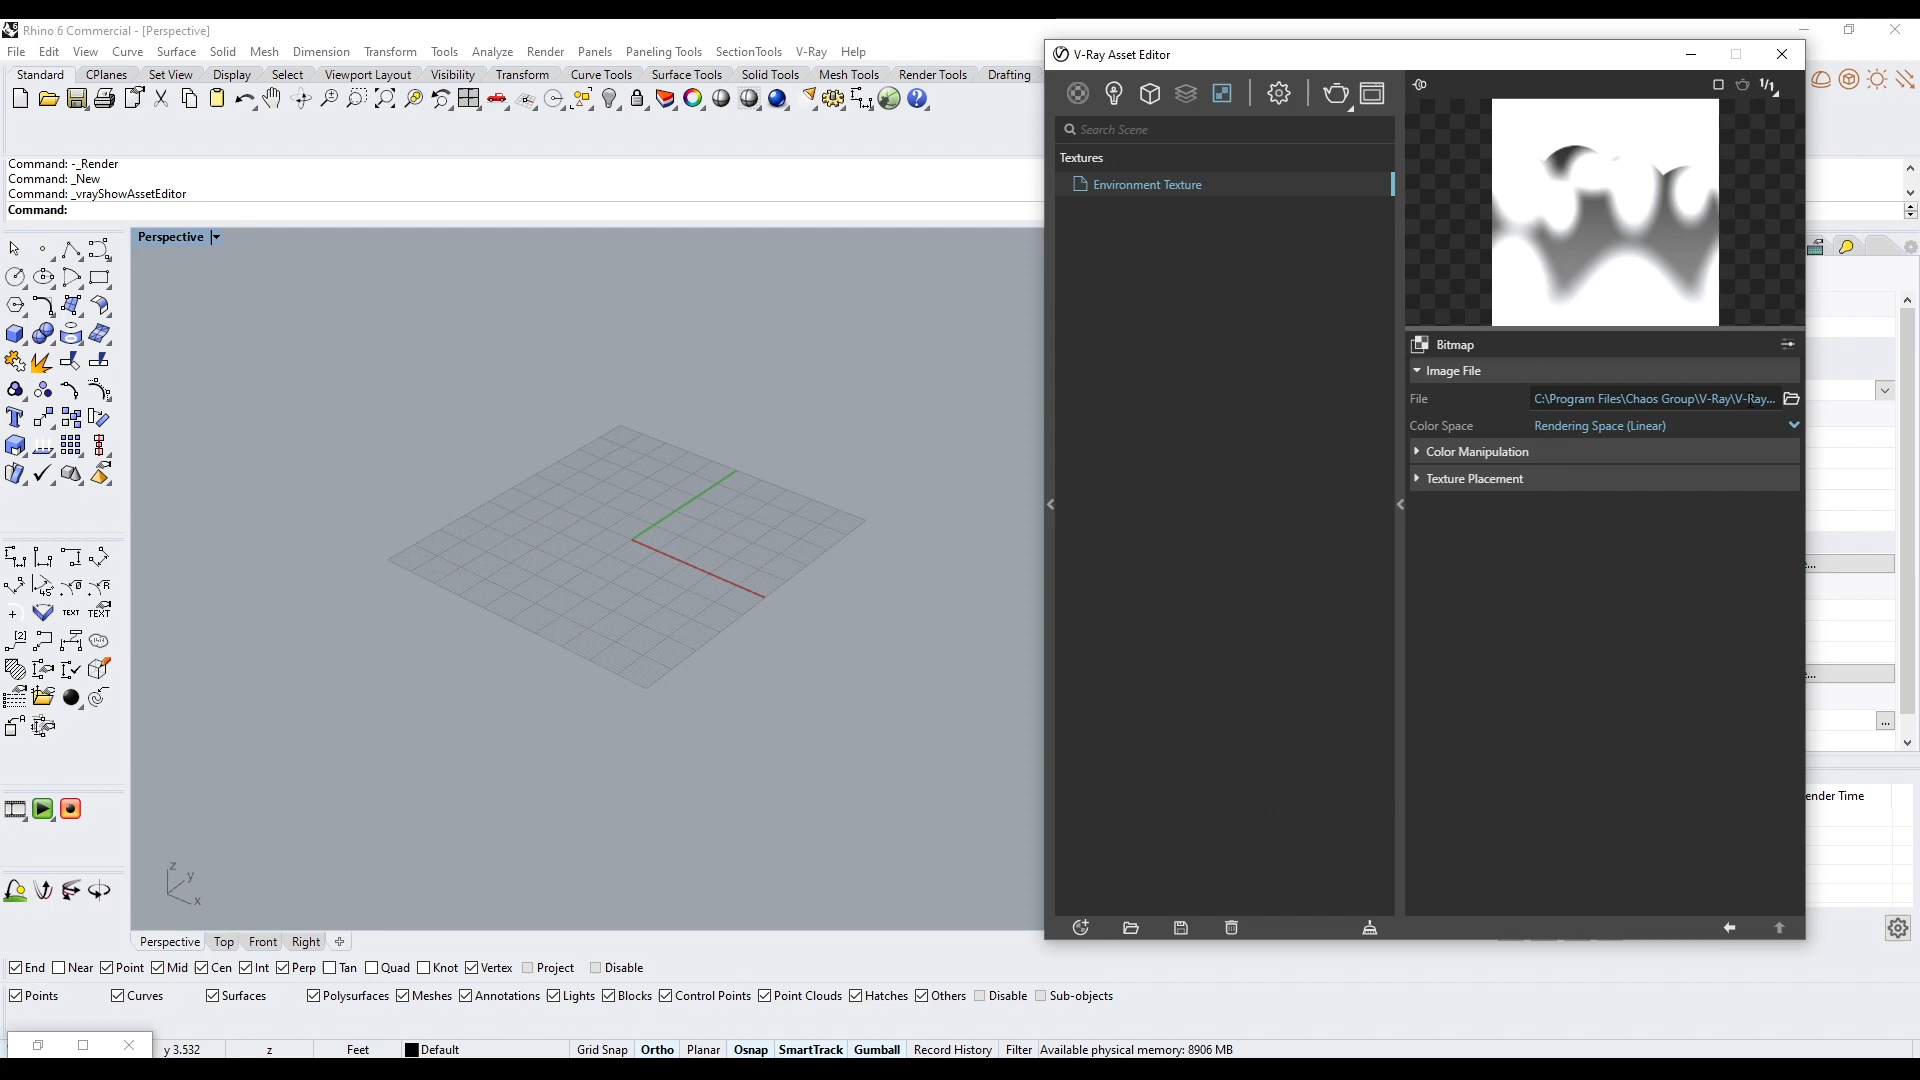 Rhino 6 Commercial - [Perspective]
File Edit View Curve Surface Solid Mesh Dimension Transform Tools Analyze Render Panels Paneling Tools SectionTools V-Ray Help
Standard CPlanes Set View Display Select Viewport Layout Visibility Transform Curve Tools Surface Tools Solid Tools Mesh Tools Render Tools Drafting
Command: -_Render
Command: _New
Command: _vrayShowAssetEditor
Command:
Perspective
V-Ray Asset Editor
1/1
Search Scene
Textures
Environment Texture
Bitmap
Image File
File C:\Program Files\Chaos Group\V-Ray\V-Ray...
Color Space Rendering Space (Linear)
Color Manipulation
Texture Placement
...
...
...
ender Time
T
45
TEXT TEXT
[2]
z
y
x
Perspective Top Front Right
End Near Point Mid Cen Int Perp Tan Quad Knot Vertex Project Disable
Points Curves Surfaces Polysurfaces Meshes Annotations Lights Blocks Control Points Point Clouds Hatches Others Disable Sub-objects
y 3.532 z Feet Default Grid Snap Ortho Planar Osnap SmartTrack Gumball Record History Filter Available physical memory: 8906 MB